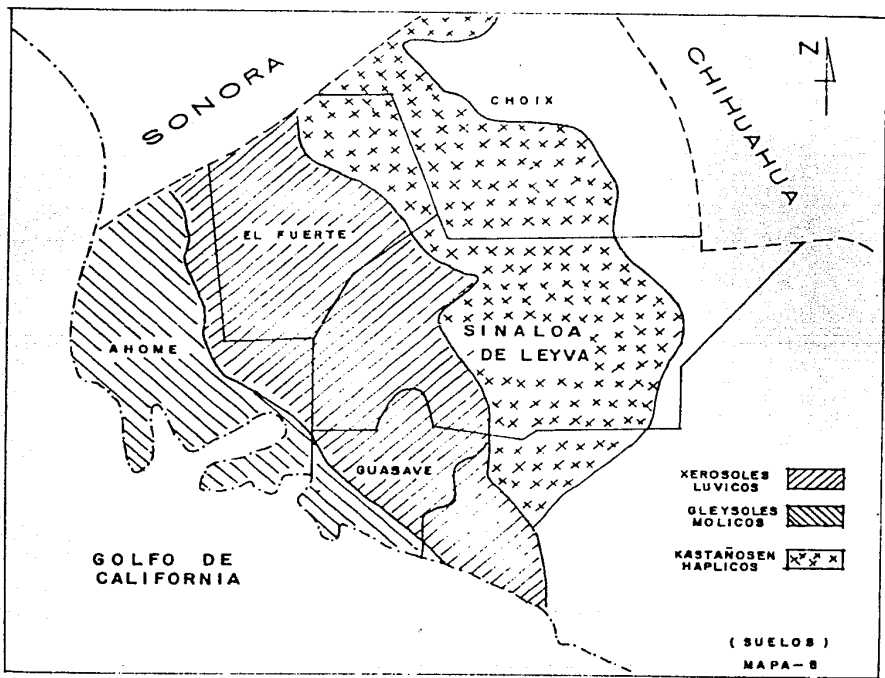 SONORA
CHIHUAHUA
N
CHOIX
EL FUERTE
AHOME
SINALOA
DE LEYVA
GUASAVE
GOLFO DE
CALIFORNIA
XEROSOLES
LUVICOS
GLEYSOLES
MOLICOS
KASTAÑOSEN
HAPLICOS
(SUELOS)
MAPA-8